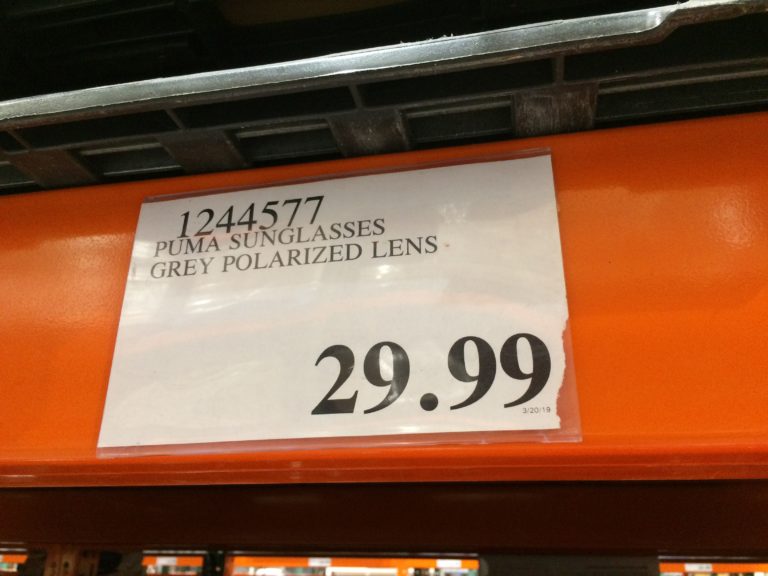 1244577
PUMA SUNGLASSES
GREY POLARIZED LENS
29.99
3/20/19